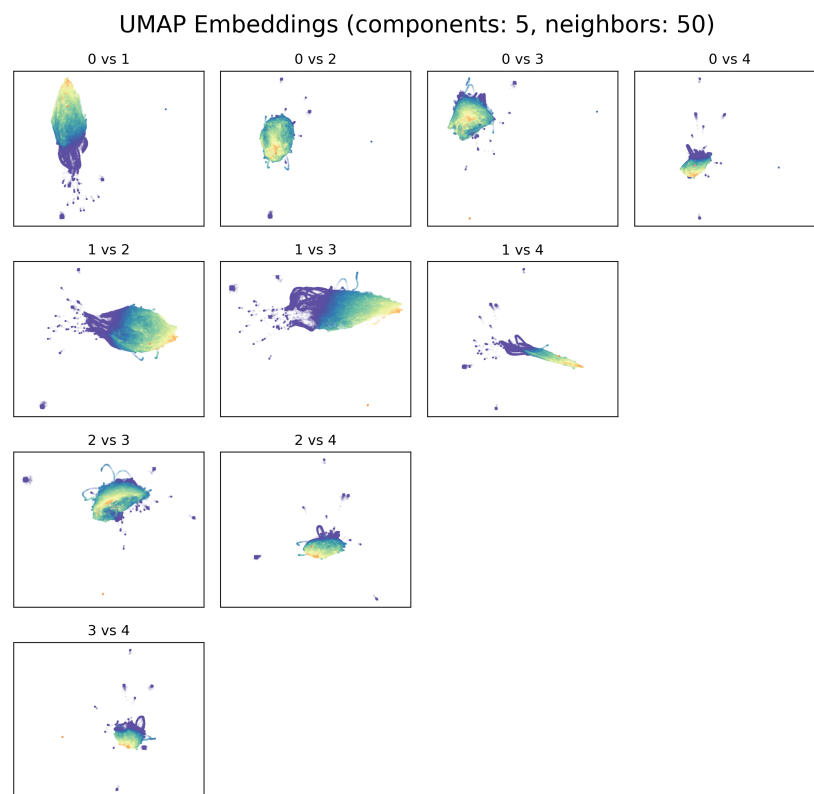 UMAP Embeddings (components: 5, neighbors: 50)
0 vs 1
0 vs 2
0 vs 3
0 vs 4
1 vs 2
1 vs 3
1 vs 4
2 vs 3
2 vs 4
3 vs 4